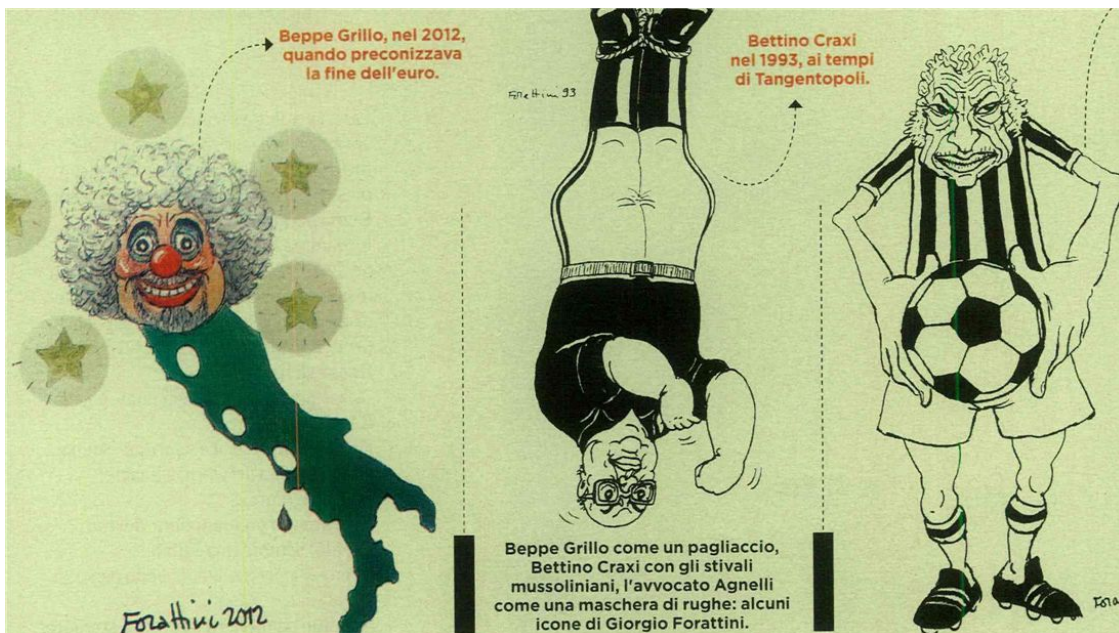 Beppe Grillo, nel 2012,
quando preconizzava
la fine dell'euro.
Forattini 93
Bettino Craxi
nel 1993, ai tempi
di Tangentopoli.
Forattini 2012
Beppe Grillo come un pagliaccio,
Bettino Craxi con gli stivali
mussoliniani, l'avvocato Agnelli
come una maschera di rughe: alcuni
icone di Giorgio Forattini.
Fora